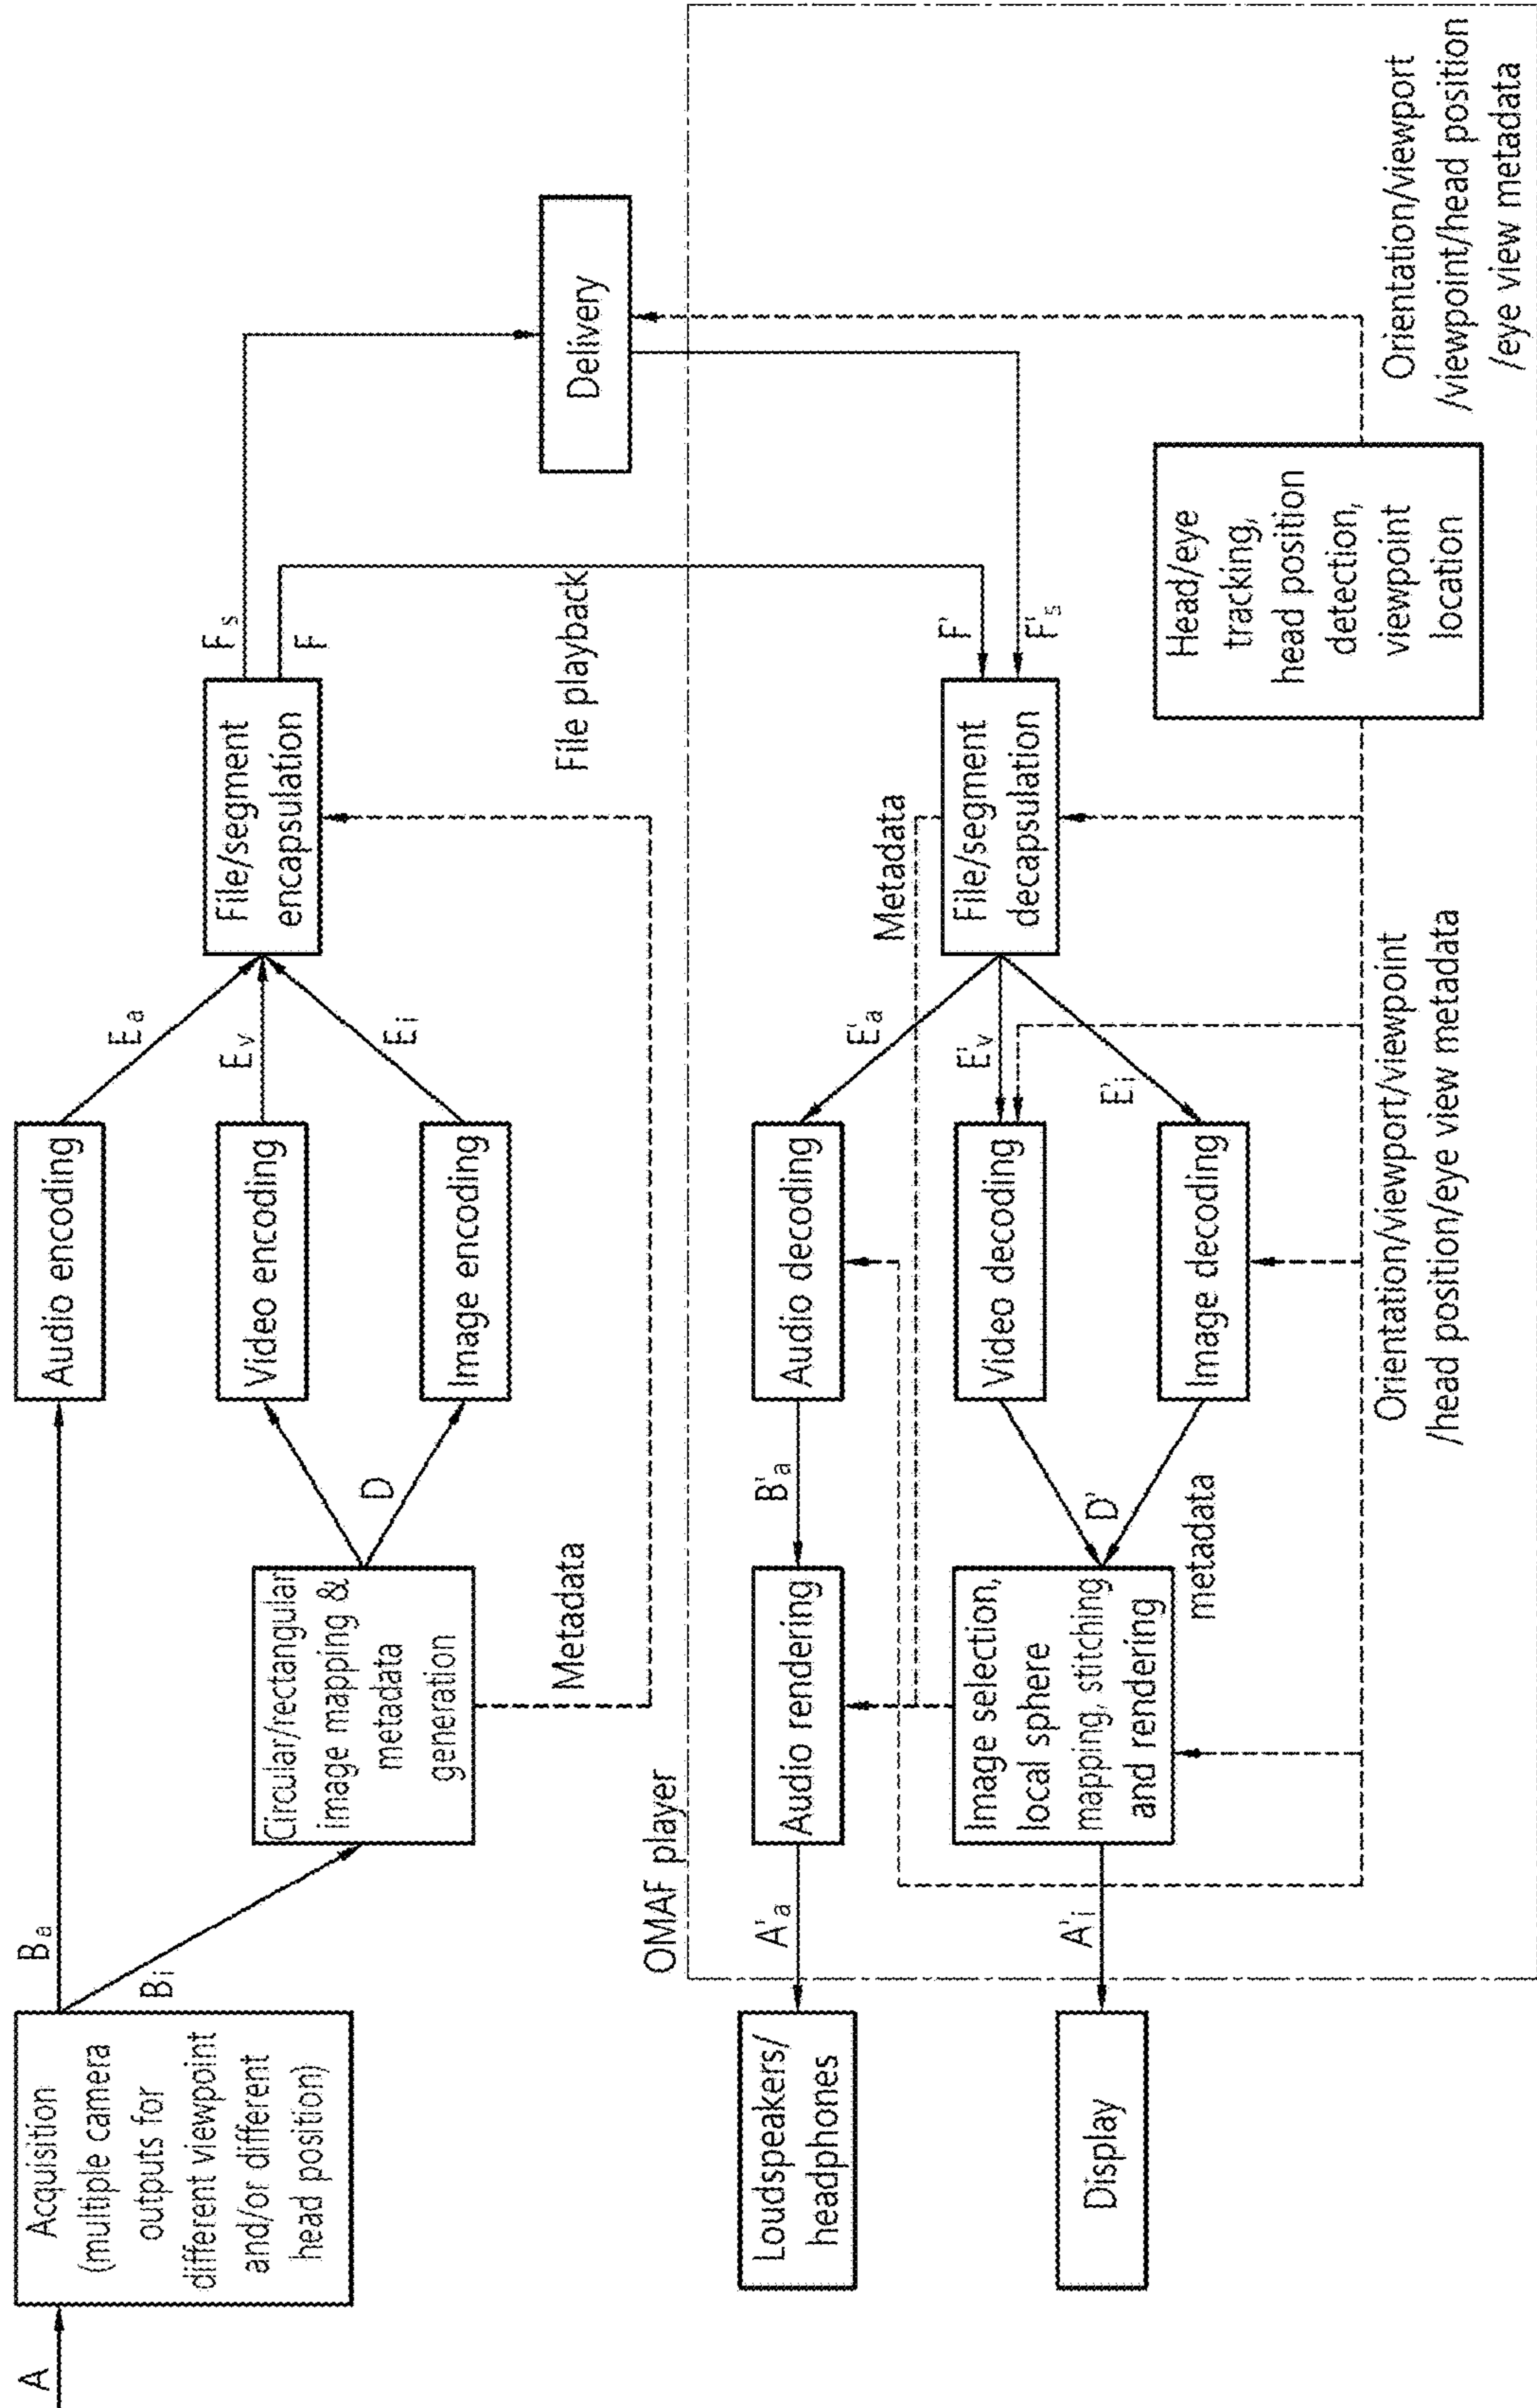 A
Acquisition
(multiple camera
outputs for
different viewpoint
and/or different
head position)
Ba
Bi
Circular/rectangular
image mapping &
metadata
generation
D
Metadata
Audio encoding
Video encoding
Image encoding
Ea
Ev
Ei
File/segment
encapsulation
Fs
F
File playback
Delivery
OMAF player
Loudspeakers/
headphones
Display
A'a
A'i
Audio rendering
Image selection,
local sphere
mapping, stitching
and rendering
B'a
D'
metadata
Audio decoding
Video decoding
Image decoding
E'a
E'v
E'i
Metadata
File/segment
decapsulation
F'
F's
Head/eye
tracking,
head position
detection,
viewpoint
location
Orientation/viewport/viewpoint
/head position/eye view metadata
Orientation/viewport
/viewpoint/head position
/eye view metadata